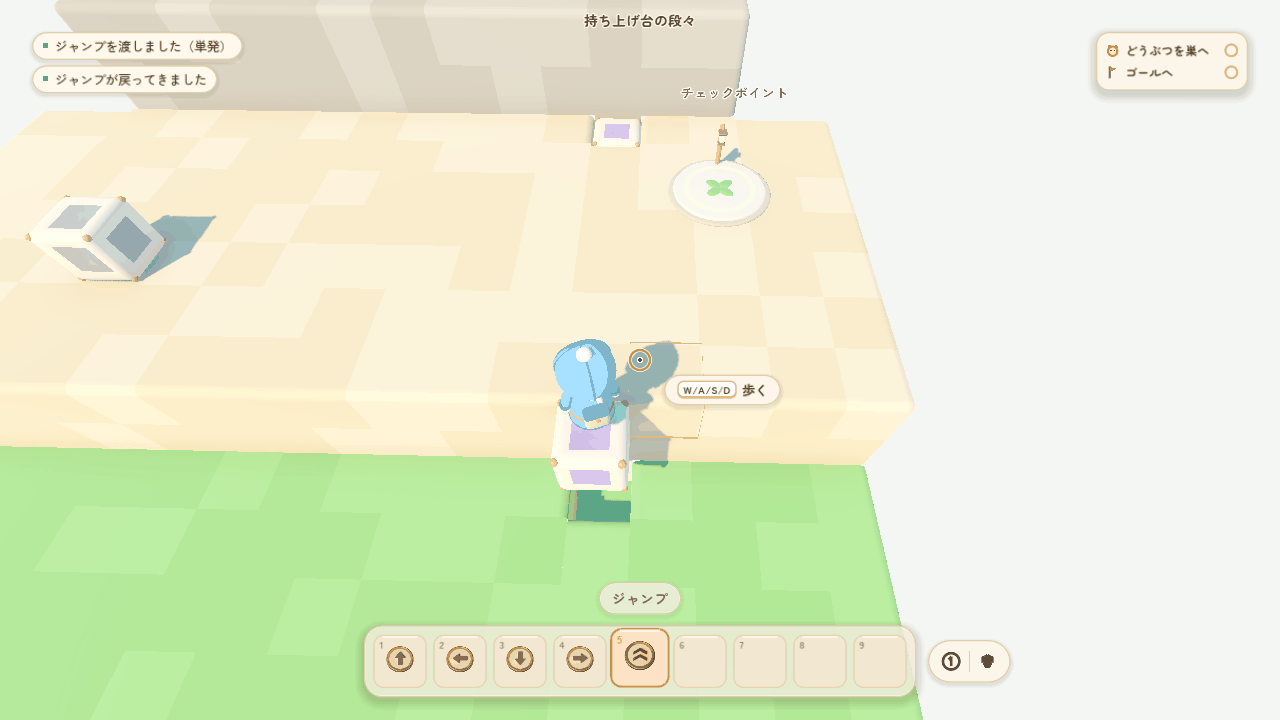 持ち上げ台の段々
ジャンプを渡しました（単発）
ジャンプが戻ってきました
どうぶつを巣へ
ゴールへ
チェックポイント
W/A/S/D 歩く
ジャンプ
1 2 3 4 5 6 7 8 9
1